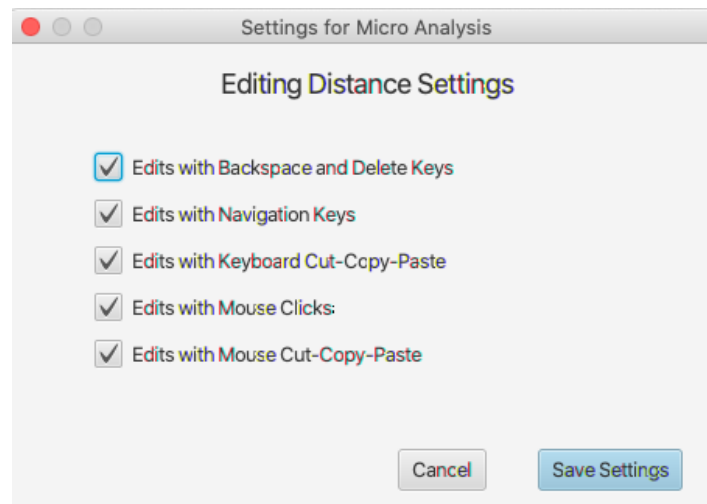 Settings for Micro Analysis
Editing Distance Settings
Edits with Backspace and Delete Keys
Edits with Navigation Keys
Edits with Keyboard Cut-Copy-Paste
Edits with Mouse Clicks:
Edits with Mouse Cut-Copy-Paste
Cancel Save Settings